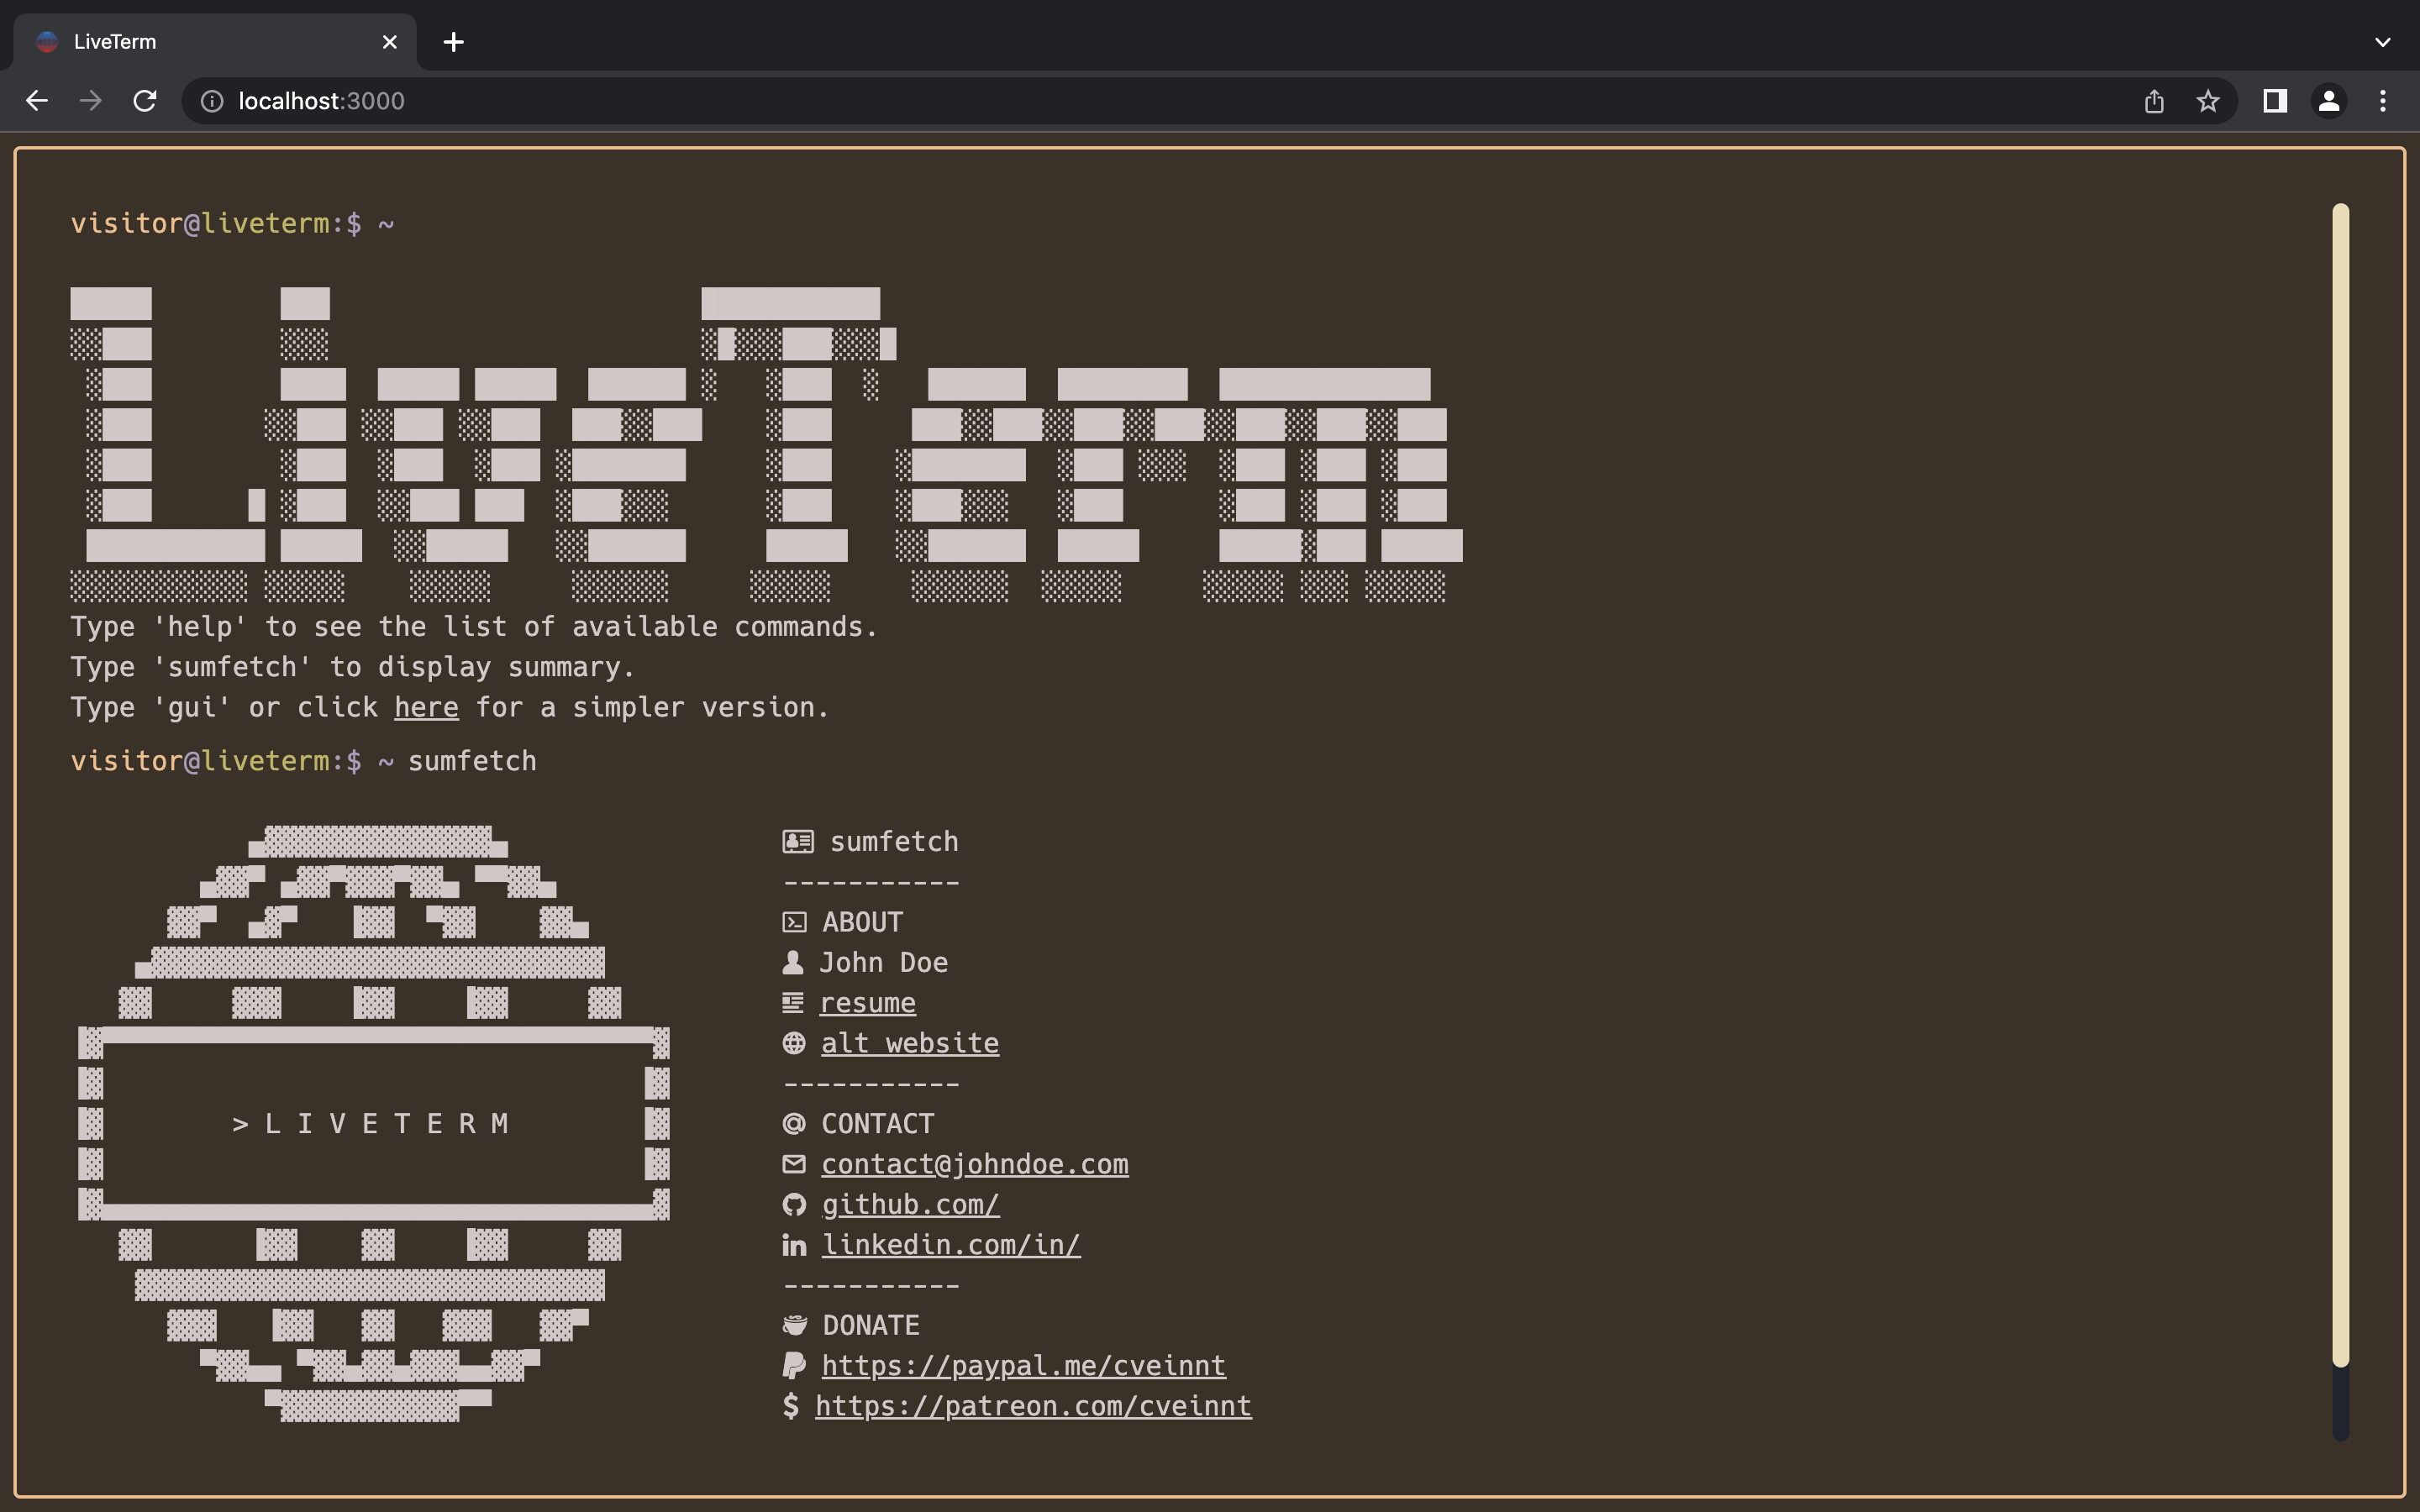 LiveTerm
localhost:3000
visitor@liveterm:$ ~
LiveTerm
Type 'help' to see the list of available commands.
Type 'sumfetch' to display summary.
Type 'gui' or click here for a simpler version.
visitor@liveterm:$ ~ sumfetch
> L I V E T E R M
sumfetch
-----------
ABOUT
John Doe
resume
alt website
-----------
CONTACT
contact@johndoe.com
github.com/
linkedin.com/in/
-----------
DONATE
https://paypal.me/cveinnt
$ https://patreon.com/cveinnt